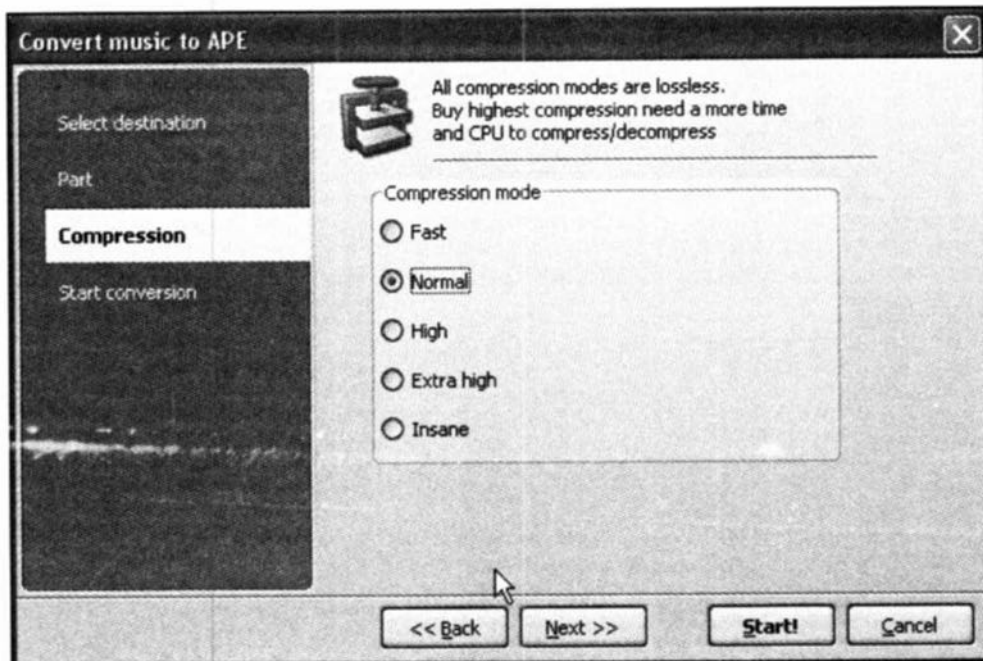 Convert music to APE
Select destination
Part
Compression
Start conversion
All compression modes are lossless.
Buy highest compression need a more time
and CPU to compress/decompress
Compression mode
Fast
Normal
High
Extra high
Insane
<< Back
Next >>
Start!
Cancel